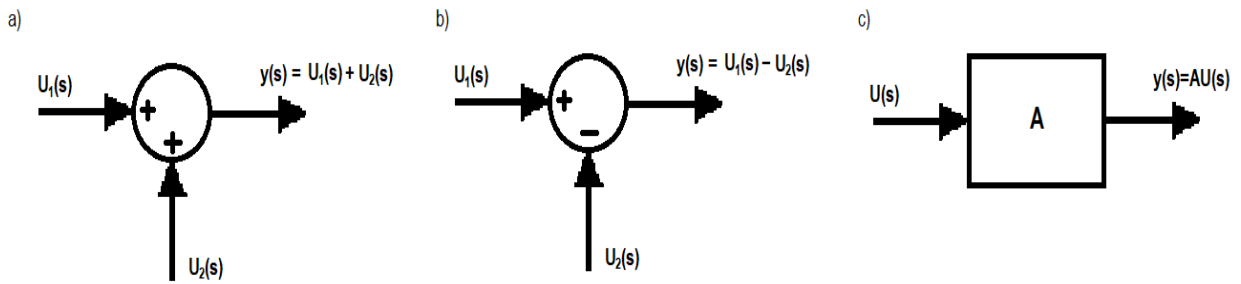 a)
U₁(s)
+
+
y(s) = U₁(s) + U₂(s)
U₂(s)
b)
U₁(s)
+
−
y(s) = U₁(s) − U₂(s)
U₂(s)
c)
U(s)
A
y(s)=AU(s)